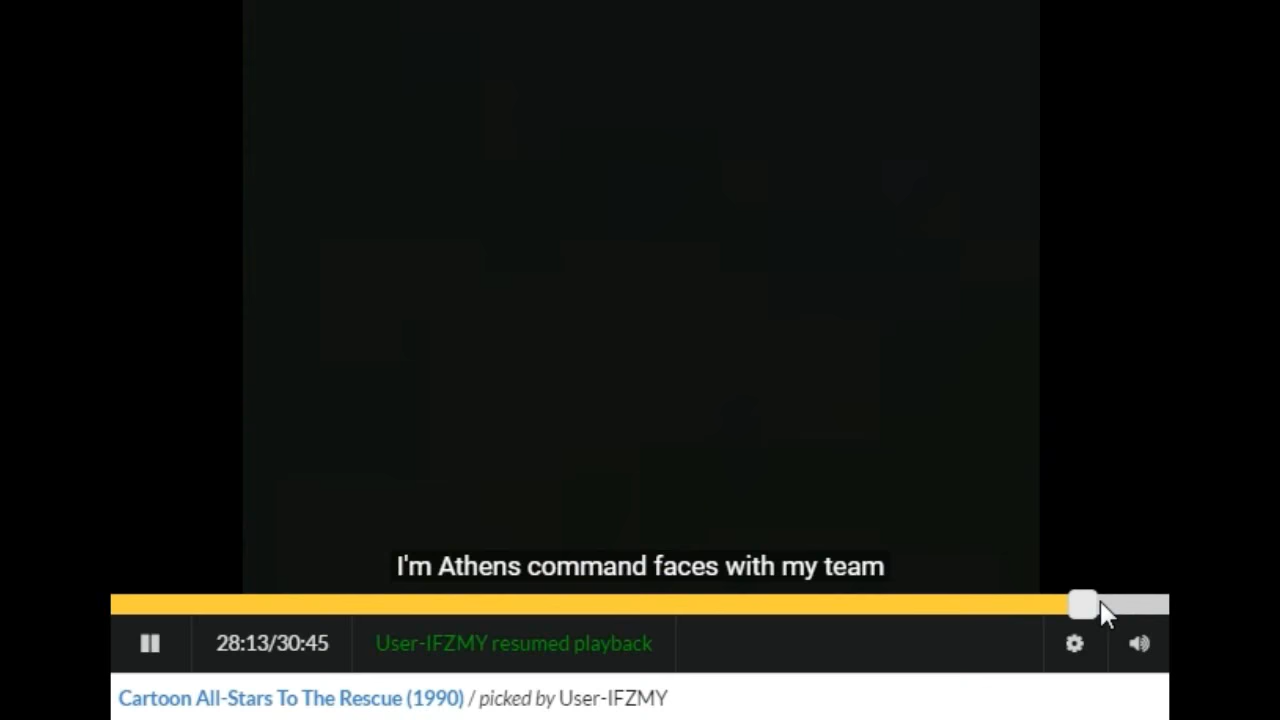 I'm Athens command faces with my team
28:13/30:45 User-IFZMY resumed playback
Cartoon All-Stars To The Rescue (1990) / picked by User-IFZMY